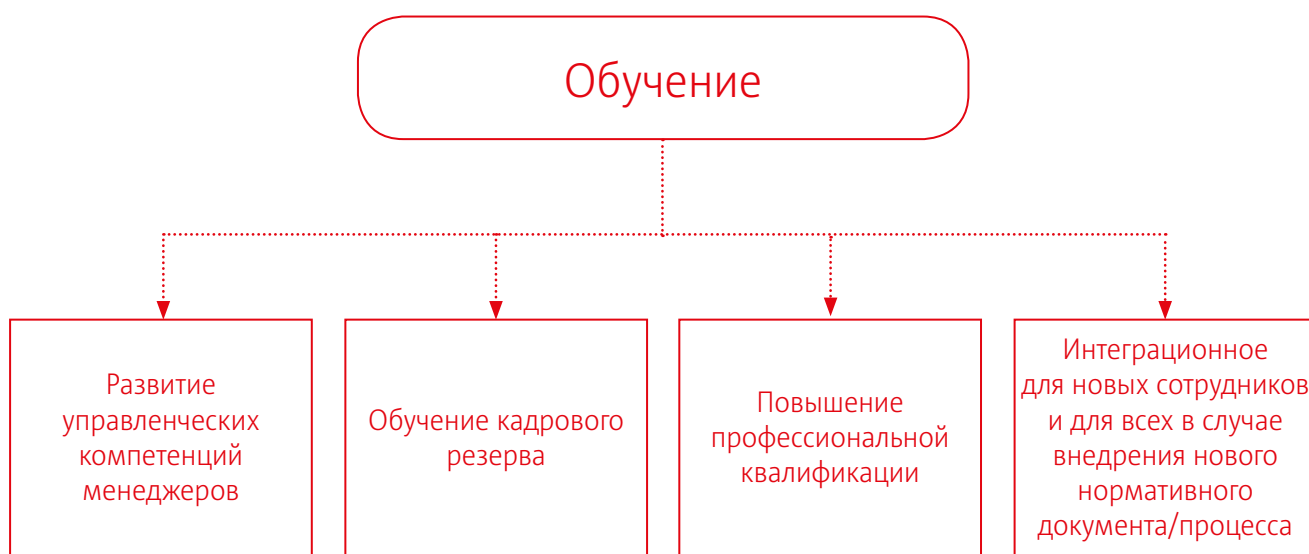 Обучение
Развитие
управленческих
компетенций
менеджеров
Обучение кадрового
резерва
Повышение
профессиональной
квалификации
Интеграционное
для новых сотрудников
и для всех в случае
внедрения нового
нормативного
документа/процесса